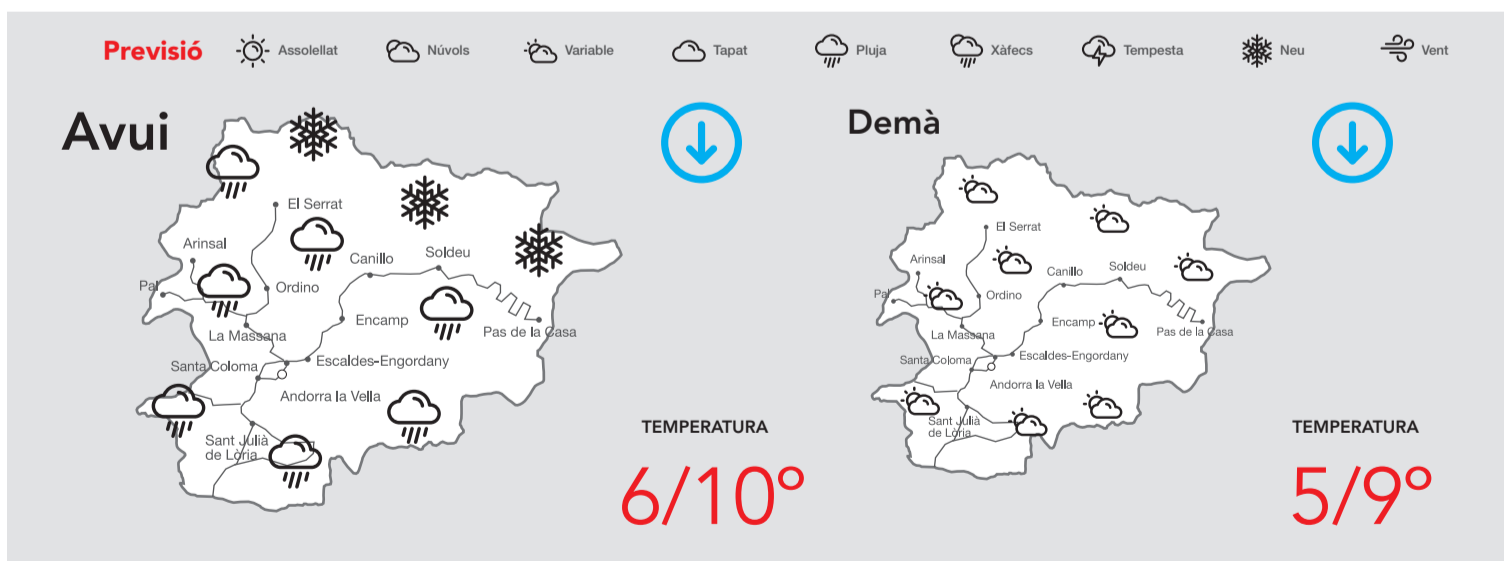 Previsió
Assolellat
Núvols
Variable
Tapat
Pluja
Xàfecs
Tempesta
Neu
Vent
Avui
El Serrat
Arinsal
Soldeu
Canillo
Pal
Ordino
Encamp
La Massana
Pas de la Casa
Escaldes-Engordany
Santa Coloma
Andorra la Vella
Sant Julià
de Lòria
TEMPERATURA
6/10º
Demà
El Serrat
Arinsal
Soldeu
Canillo
Pal
Ordino
Encamp
La Massana
Pas de la Casa
Escaldes-Engordany
Santa Coloma
Andorra la Vella
Sant Julià
de Lòria
TEMPERATURA
5/9º